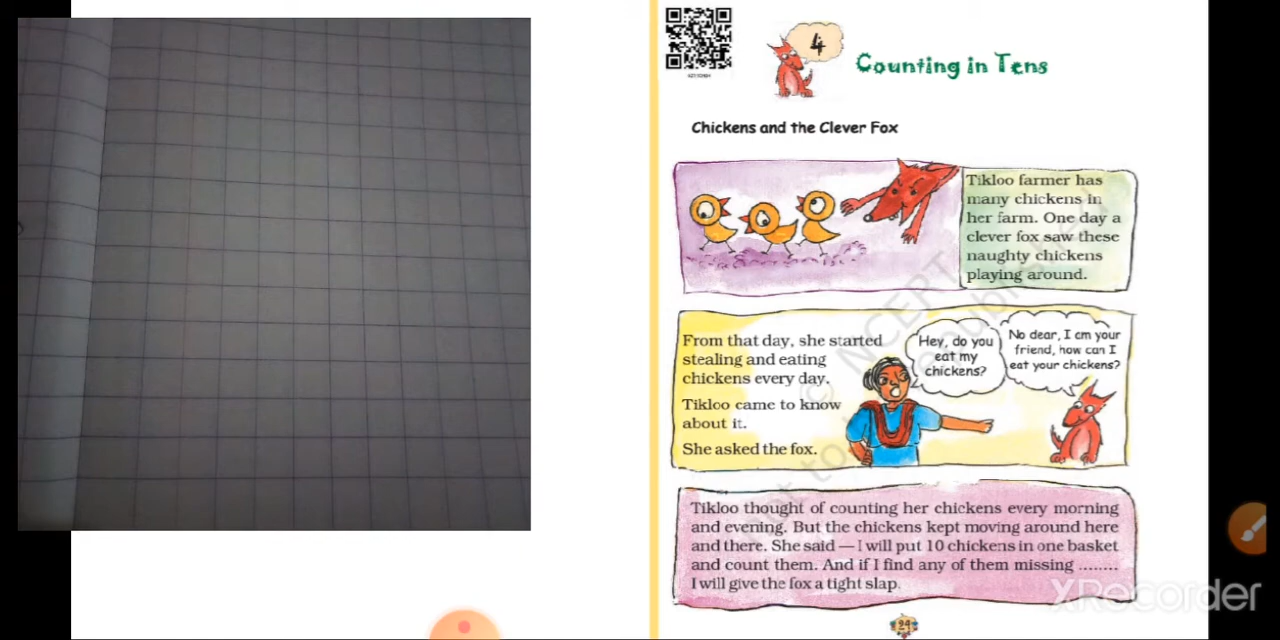 4
Counting in Tens
Chickens and the Clever Fox
Tikloo farmer has
many chickens in
her farm. One day a
clever fox saw these
naughty chickens
playing around.
From that day, she started
stealing and eating
chickens every day.
Tikloo came to know
about it.
She asked the fox.
Hey, do you
eat my
chickens?
No dear, I am your
friend, how can I
eat your chickens?
Tikloo thought of counting her chickens every morning
and evening. But the chickens kept moving around here
and there. She said — I will put 10 chickens in one basket
and count them. And if I find any of them missing ........
I will give the fox a tight slap.
29
XRecorder